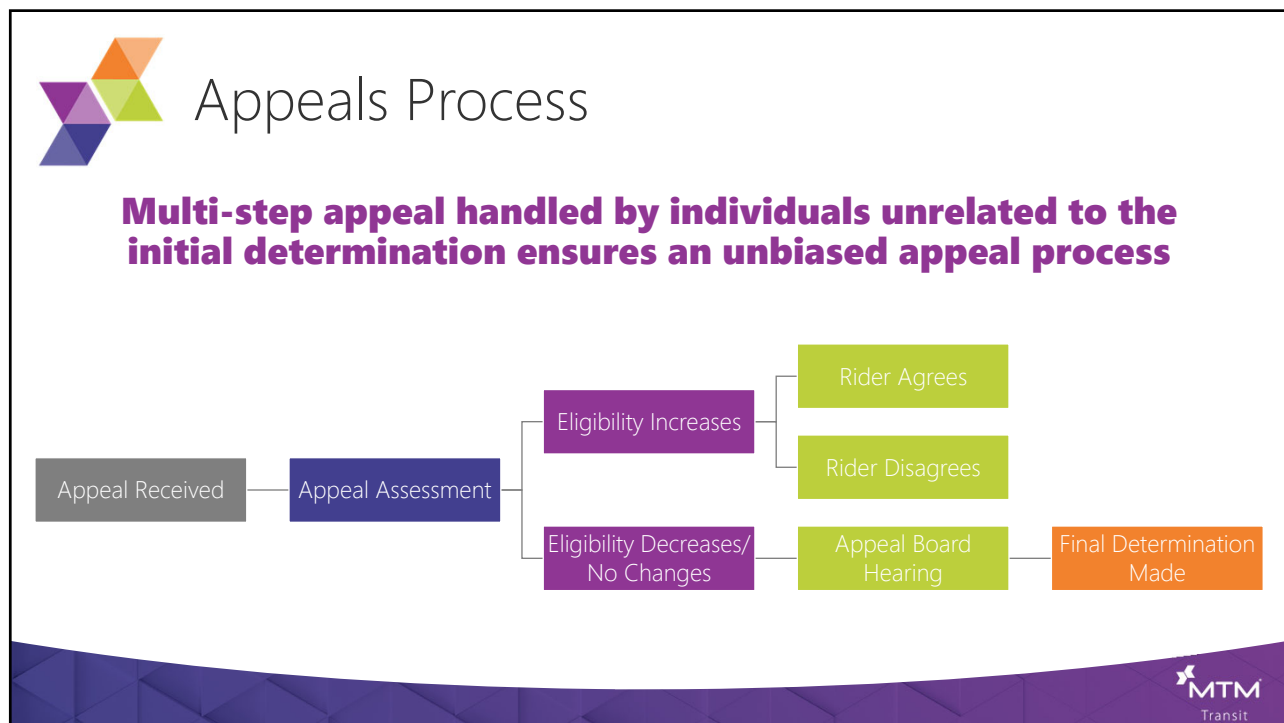 Appeals Process
Multi-step appeal handled by individuals unrelated to the
initial determination ensures an unbiased appeal process
Appeal Received
Appeal Assessment
Eligibility Increases
Rider Agrees
Rider Disagrees
Eligibility Decreases/
No Changes
Appeal Board
Hearing
Final Determination
Made
MTM
Transit